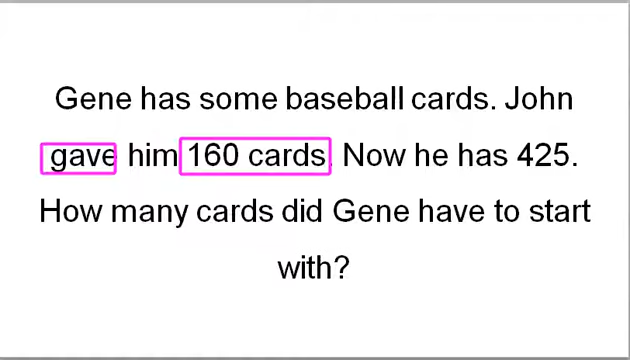 Gene has some baseball cards. John
gave him 160 cards. Now he has 425.
How many cards did Gene have to start
with?